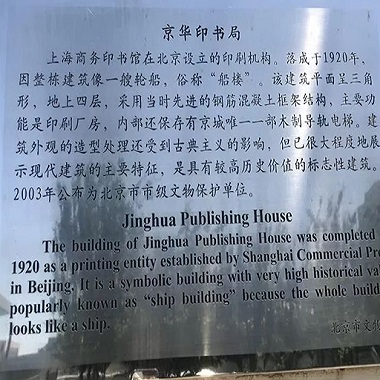 京华印书局
上海商务印书馆在北京设立的印刷机构。落成于1920年，
因整栋建筑像一艘轮船，俗称“船楼”。该建筑平面呈三角
形，地上四层，采用当时先进的钢筋混凝土框架结构，主要功
能是印刷厂房，内部还保存有京城唯一一部木制导轨电梯。建
筑外观的造型处理还受到古典主义的影响，但已很大程度地展
示现代建筑的主要特征，是具有较高历史价值的标志性建筑。
2003年公布为北京市市级文物保护单位。
Jinghua Publishing House
The building of Jinghua Publishing House was completed
1920 as a printing entity established by Shanghai Commercial Pre
in Beijing. It is a symbolic building with very high historical val
popularly known as “ship building” because the whole build
looks like a ship.
北京市文化